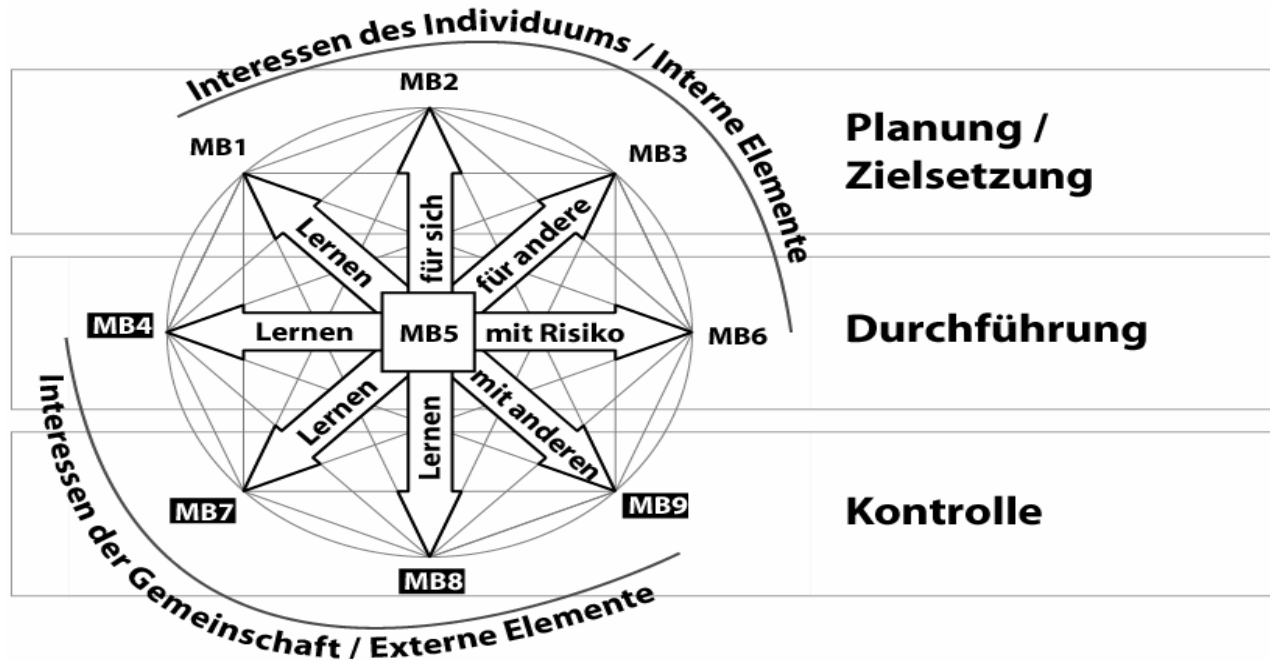 Interessen des Individuums / Interne Elemente
MB2
MB1
MB3
Planung /
Zielsetzung
Lernen
für sich
für andere
MB4
Lernen
MB5
mit Risiko
MB6
Durchführung
Lernen
Lernen
mit anderen
MB7
MB9
Kontrolle
MB8
Interessen der Gemeinschaft / Externe Elemente